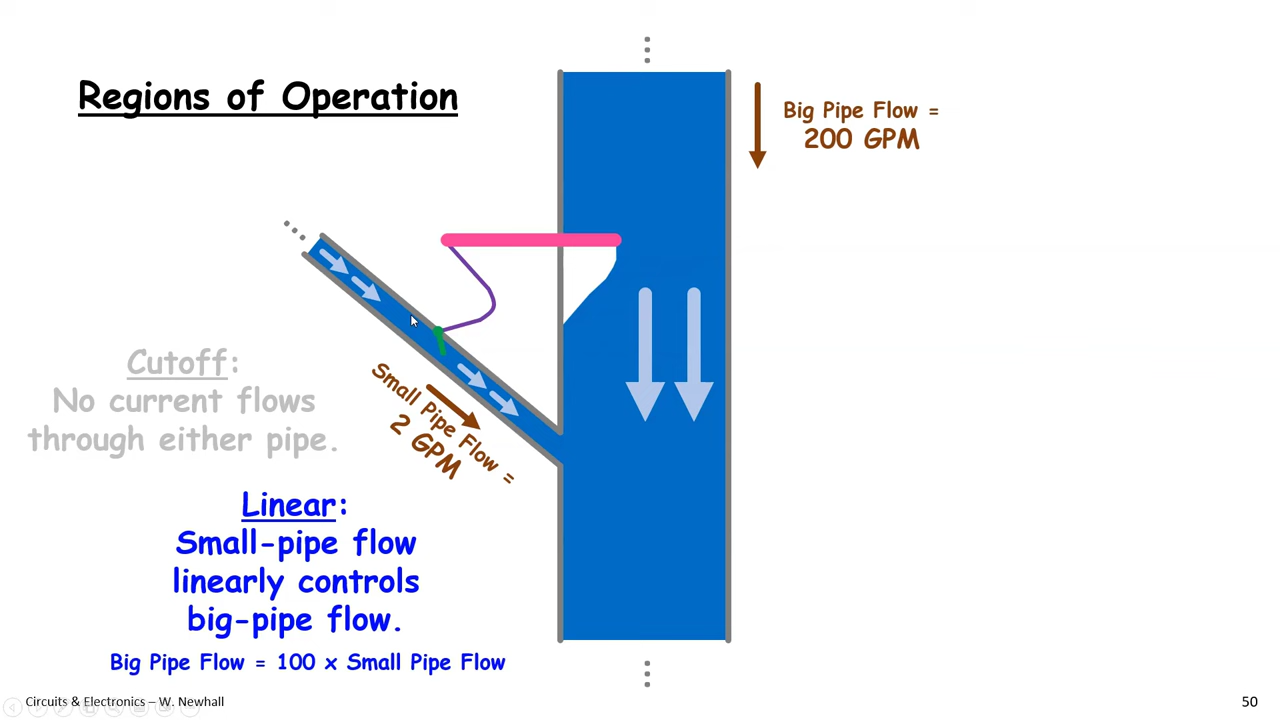 Regions of Operation
Big Pipe Flow =
200 GPM
Small Pipe Flow =
2 GPM
Cutoff:
No current flows
through either pipe.
Linear:
Small-pipe flow
linearly controls
big-pipe flow.
Big Pipe Flow = 100 x Small Pipe Flow
Circuits & Electronics – W. Newhall
50